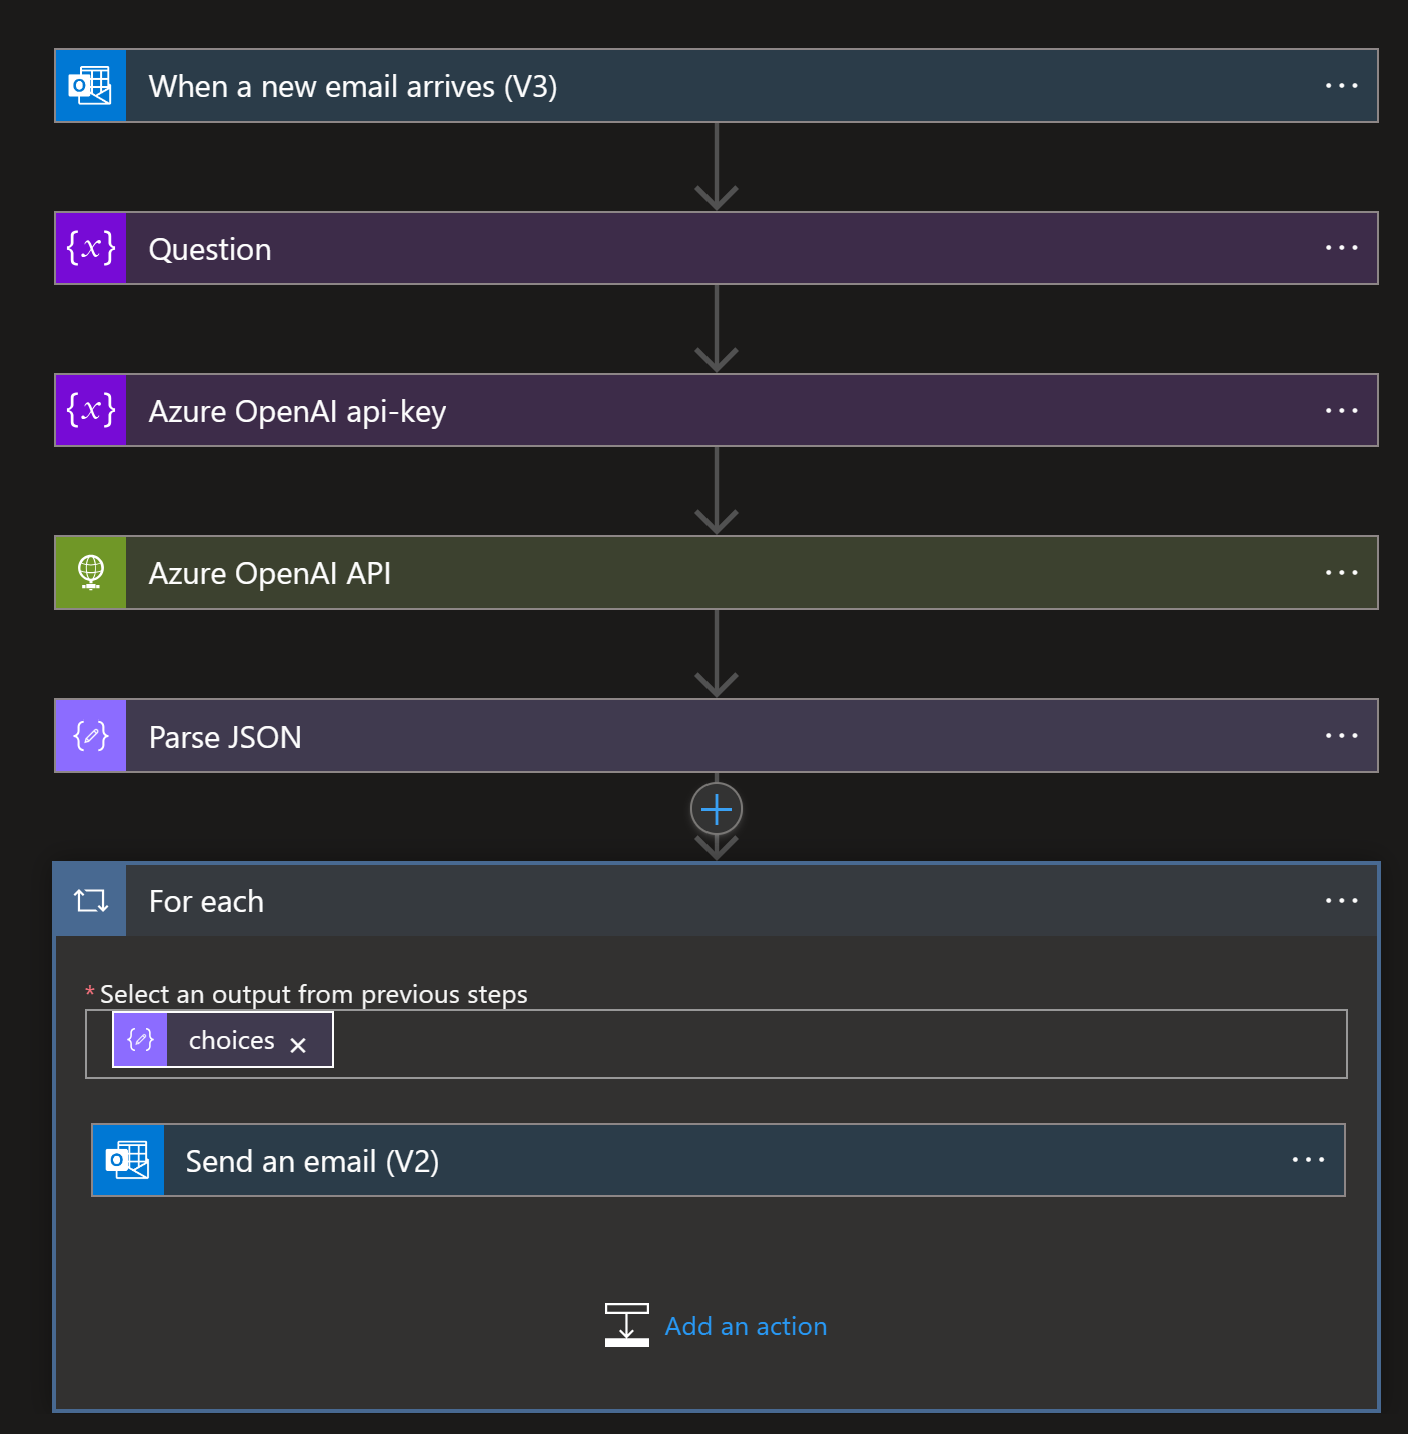 When a new email arrives (V3)
Question
Azure OpenAI api-key
Azure OpenAI API
Parse JSON
For each
* Select an output from previous steps
choices
Send an email (V2)
Add an action